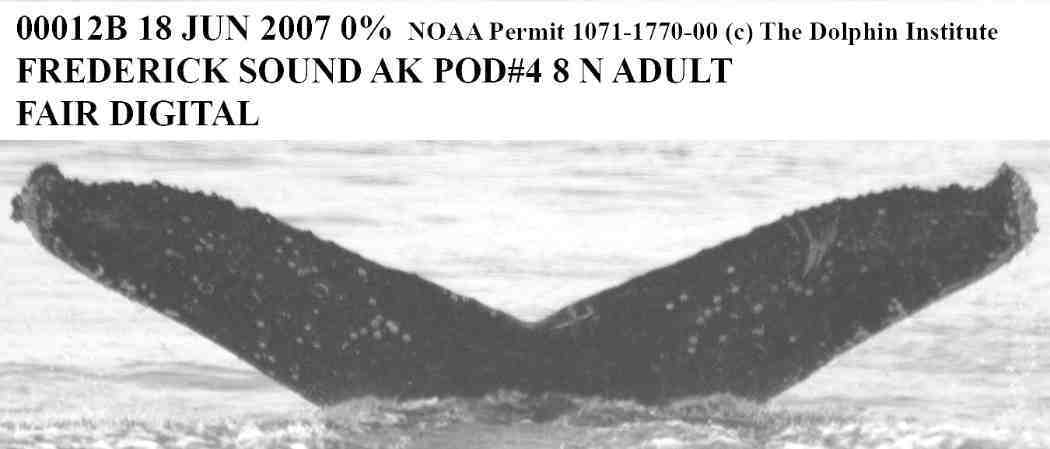 00012B 18 JUN 2007 0% NOAA Permit 1071-1770-00 (c) The Dolphin Institute
FREDERICK SOUND AK POD#4 8 N ADULT
FAIR DIGITAL